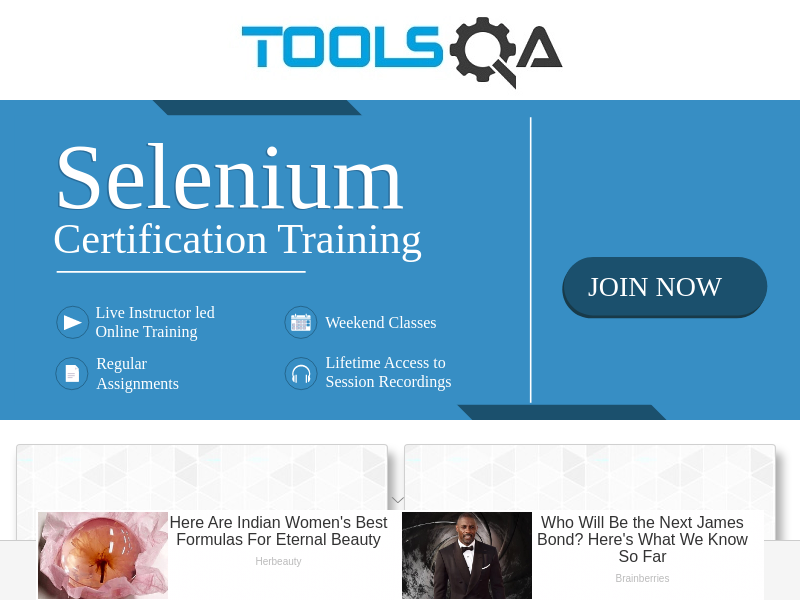 TOOLSQA
Selenium
Certification Training
Live Instructor led
Online Training
Weekend Classes
Regular
Assignments
Lifetime Access to
Session Recordings
JOIN NOW
Here Are Indian Women's Best
Formulas For Eternal Beauty
Herbeauty
Who Will Be the Next James
Bond? Here's What We Know
So Far
Brainberries